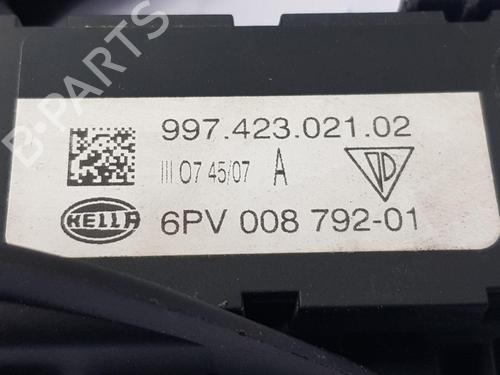 B-PARTS
997.423.021.02
III 07 45/07 A
HELLA 6PV 008 792-01